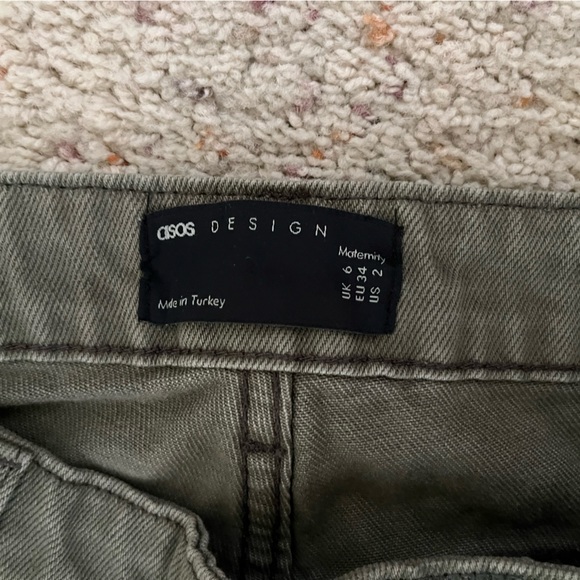 asos DESIGN
Maternity
UK 6
EU 34
US 2
Made in Turkey